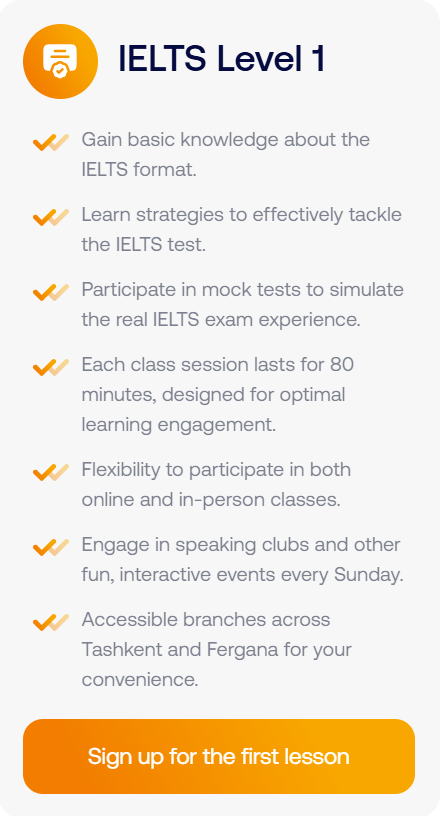 IELTS Level 1
Gain basic knowledge about the
IELTS format.
Learn strategies to effectively tackle
the IELTS test.
Participate in mock tests to simulate
the real IELTS exam experience.
Each class session lasts for 80
minutes, designed for optimal
learning engagement.
Flexibility to participate in both
online and in-person classes.
Engage in speaking clubs and other
fun, interactive events every Sunday.
Accessible branches across
Tashkent and Fergana for your
convenience.
Sign up for the first lesson